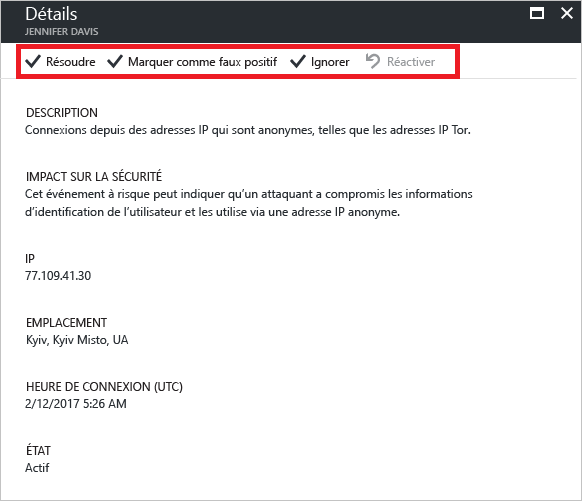 Détails
JENNIFER DAVIS
Résoudre Marquer comme faux positif Ignorer Réactiver
DESCRIPTION
Connexions depuis des adresses IP qui sont anonymes, telles que les adresses IP Tor.
IMPACT SUR LA SÉCURITÉ
Cet événement à risque peut indiquer qu’un attaquant a compromis les informations
d’identification de l’utilisateur et les utilise via une adresse IP anonyme.
IP
77.109.41.30
EMPLACEMENT
Kyiv, Kyiv Misto, UA
HEURE DE CONNEXION (UTC)
2/12/2017 5:26 AM
ÉTAT
Actif